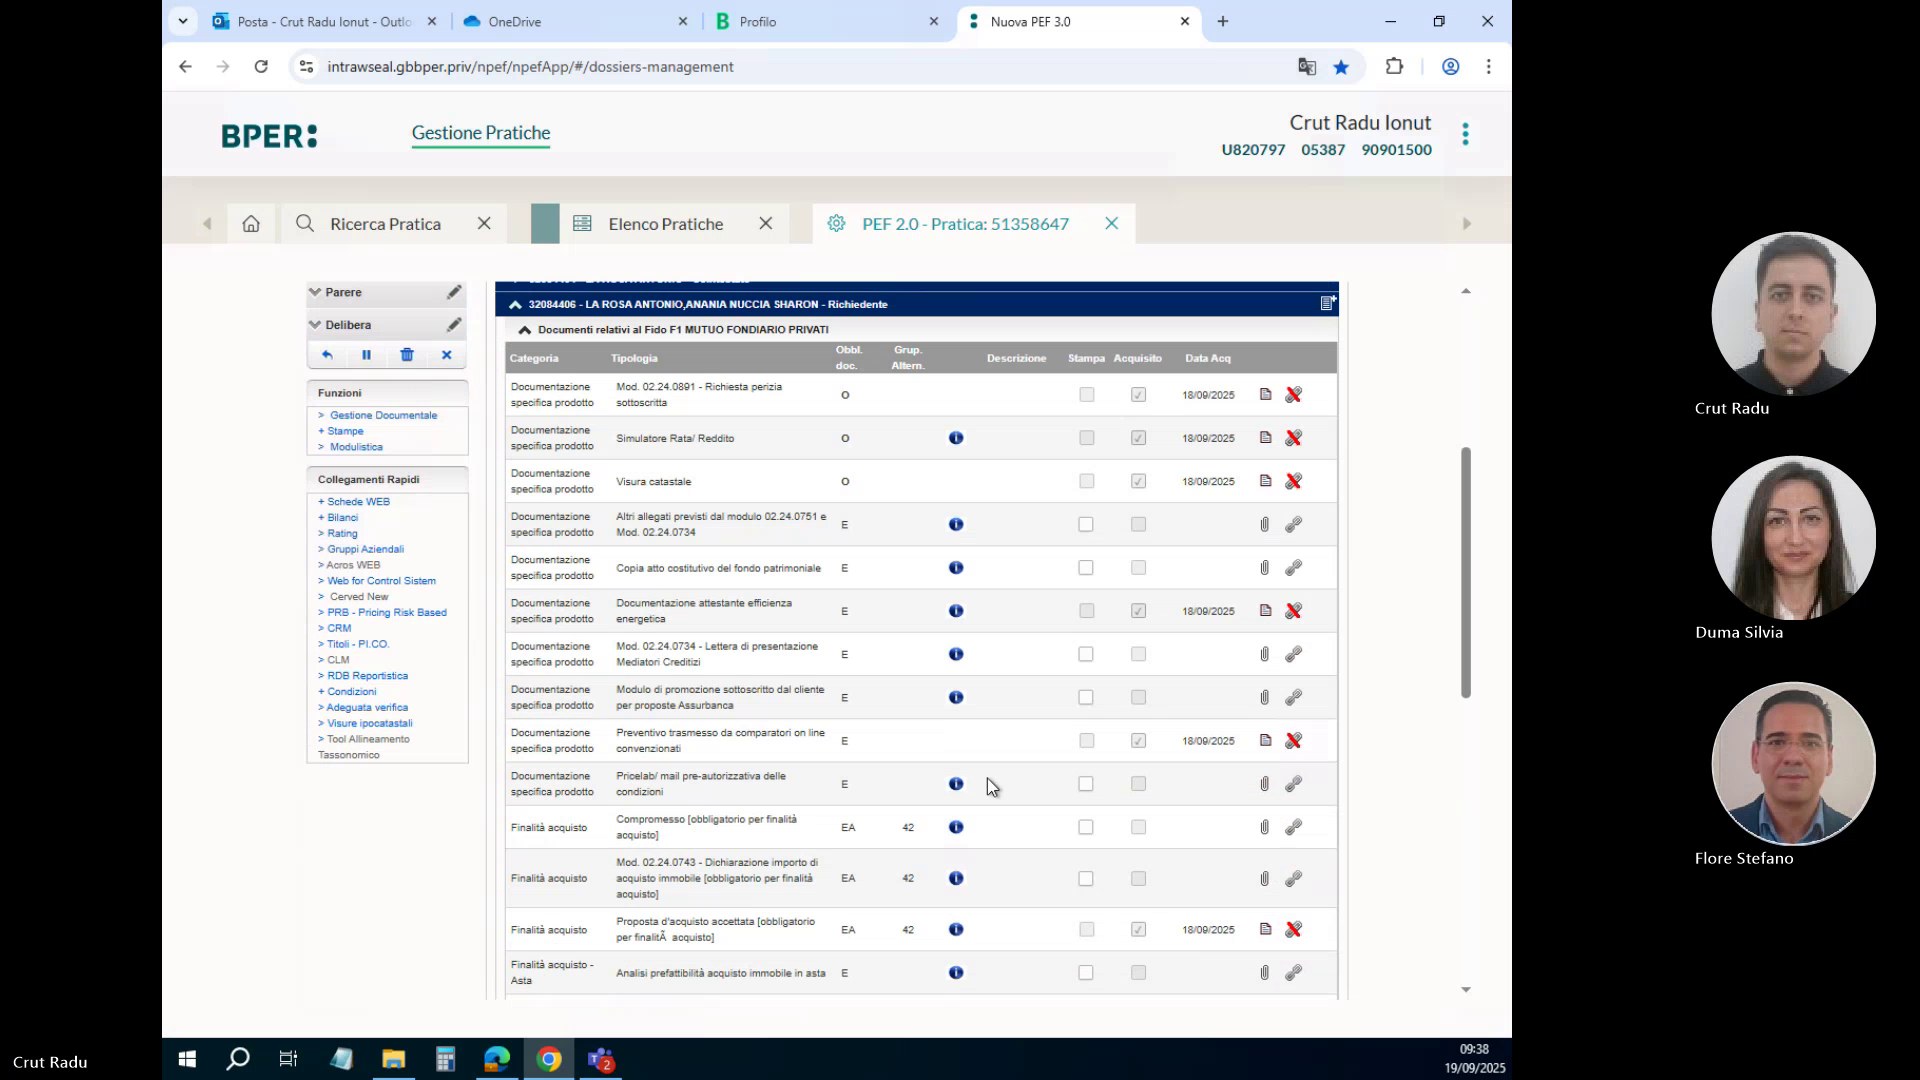 Posta - Crut Radu Ionut - Outlo
OneDrive
Profilo
Nuova PEF 3.0
intrawseal.gbbper.priv/npef/npefApp/#/dossiers-management
BPER:
Gestione Pratiche
Crut Radu Ionut
U820797 05387 90901500
Ricerca Pratica
Elenco Pratiche
PEF 2.0 - Pratica: 51358647
Parere
Delibera
Funzioni
> Gestione Documentale
+ Stampe
> Modulistica
Collegamenti Rapidi
+ Schede WEB
+ Bilanci
> Rating
> Gruppi Aziendali
> Acros WEB
> Web for Control Sistem
> Cerved New
> PRB - Pricing Risk Based
> CRM
> Titoli - PI.CO.
> CLM
> RDB Reportistica
+ Condizioni
> Adeguata verifica
> Visure ipocatastali
> Tool Allineamento
Tassonomico
32084406 - LA ROSA ANTONIO,ANANIA NUCCIA SHARON - Richiedente
Documenti relativi al Fido F1 MUTUO FONDIARIO PRIVATI
Categoria Tipologia Obbl. doc. Grup. Altern. Descrizione Stampa Acquisito Data Acq
Documentazione specifica prodotto Mod. 02.24.0891 - Richiesta perizia sottoscritta O 18/09/2025
Documentazione specifica prodotto Simulatore Rata/ Reddito O 18/09/2025
Documentazione specifica prodotto Visura catastale O 18/09/2025
Documentazione specifica prodotto Altri allegati previsti dal modulo 02.24.0751 e Mod. 02.24.0734 E
Documentazione specifica prodotto Copia atto costitutivo del fondo patrimoniale E
Documentazione specifica prodotto Documentazione attestante efficienza energetica E 18/09/2025
Documentazione specifica prodotto Mod. 02.24.0734 - Lettera di presentazione Mediatori Creditizi E
Documentazione specifica prodotto Modulo di promozione sottoscritto dal cliente per proposte Assurbanca E
Documentazione specifica prodotto Preventivo trasmesso da comparatori on line convenzionati E 18/09/2025
Documentazione specifica prodotto Pricelab/ mail pre-autorizzativa delle condizioni E
Finalità acquisto Compromesso [obbligatorio per finalità acquisto] EA 42
Finalità acquisto Mod. 02.24.0743 - Dichiarazione importo di acquisto immobile [obbligatorio per finalità acquisto] EA 42
Finalità acquisto Proposta d'acquisto accettata [obbligatorio per finalitÃ acquisto] EA 42 18/09/2025
Finalità acquisto - Asta Analisi prefattibilità acquisto immobile in asta E
Crut Radu
Duma Silvia
Flore Stefano
Crut Radu
2
09:38
19/09/2025